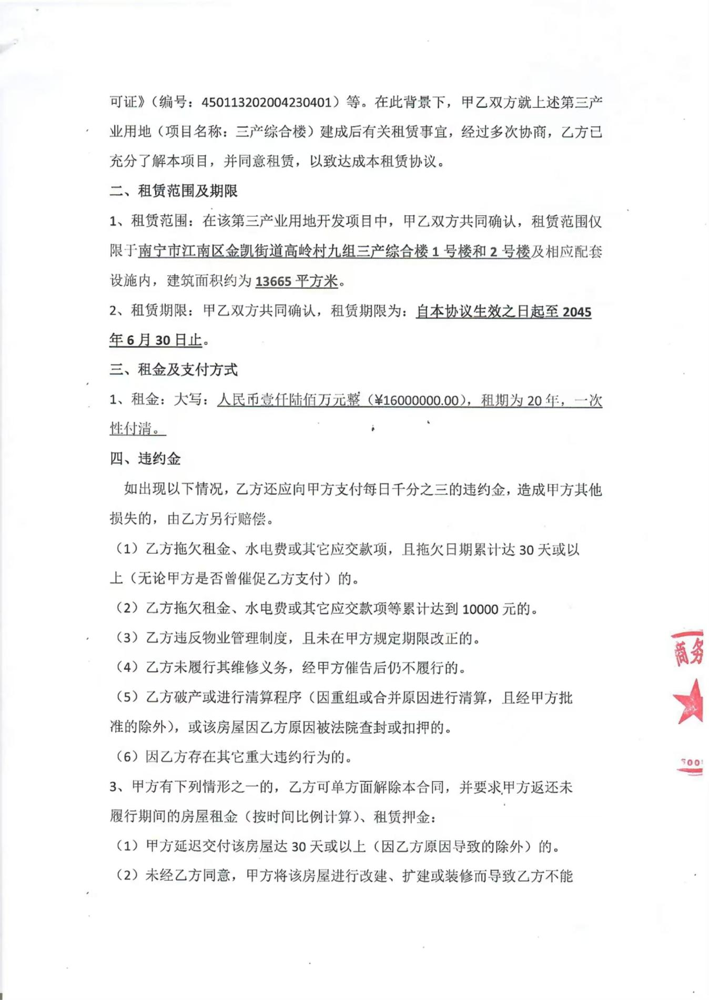 可证》（编号：450113202004230401）等。在此背景下，甲乙双方就上述第三产
业用地（项目名称：三产综合楼）建成后有关租赁事宜，经过多次协商，乙方已
充分了解本项目，并同意租赁，以致达成本租赁协议。
二、租赁范围及期限
1、租赁范围：在该第三产业用地开发项目中，甲乙双方共同确认，租赁范围仅
限于南宁市江南区金凯街道高岭村九组三产综合楼 1 号楼和 2 号楼及相应配套
设施内，建筑面积约为 13665 平方米。
2、租赁期限：甲乙双方共同确认，租赁期限为：自本协议生效之日起至 2045
年 6 月 30 日止。
三、租金及支付方式
1、租金：大写：人民币壹仟陆佰万元整（¥16000000.00），租期为 20 年，一次
性付清。
四、违约金
如出现以下情况，乙方还应向甲方支付每日千分之三的违约金，造成甲方其他
损失的，由乙方另行赔偿。
（1）乙方拖欠租金、水电费或其它应交款项，且拖欠日期累计达 30 天或以
上（无论甲方是否曾催促乙方支付）的。
（2）乙方拖欠租金、水电费或其它应交款项等累计达到 10000 元的。
（3）乙方违反物业管理制度，且未在甲方规定期限改正的。
（4）乙方未履行其维修义务，经甲方催告后仍不履行的。
（5）乙方破产或进行清算程序（因重组或合并原因进行清算，且经甲方批
准的除外），或该房屋因乙方原因被法院查封或扣押的。
（6）因乙方存在其它重大违约行为的。
3、甲方有下列情形之一的，乙方可单方面解除本合同，并要求甲方返还未
履行期间的房屋租金（按时间比例计算）、租赁押金：
（1）甲方延迟交付该房屋达 30 天或以上（因乙方原因导致的除外）的。
（2）未经乙方同意，甲方将该房屋进行改建、扩建或装修而导致乙方不能
商务